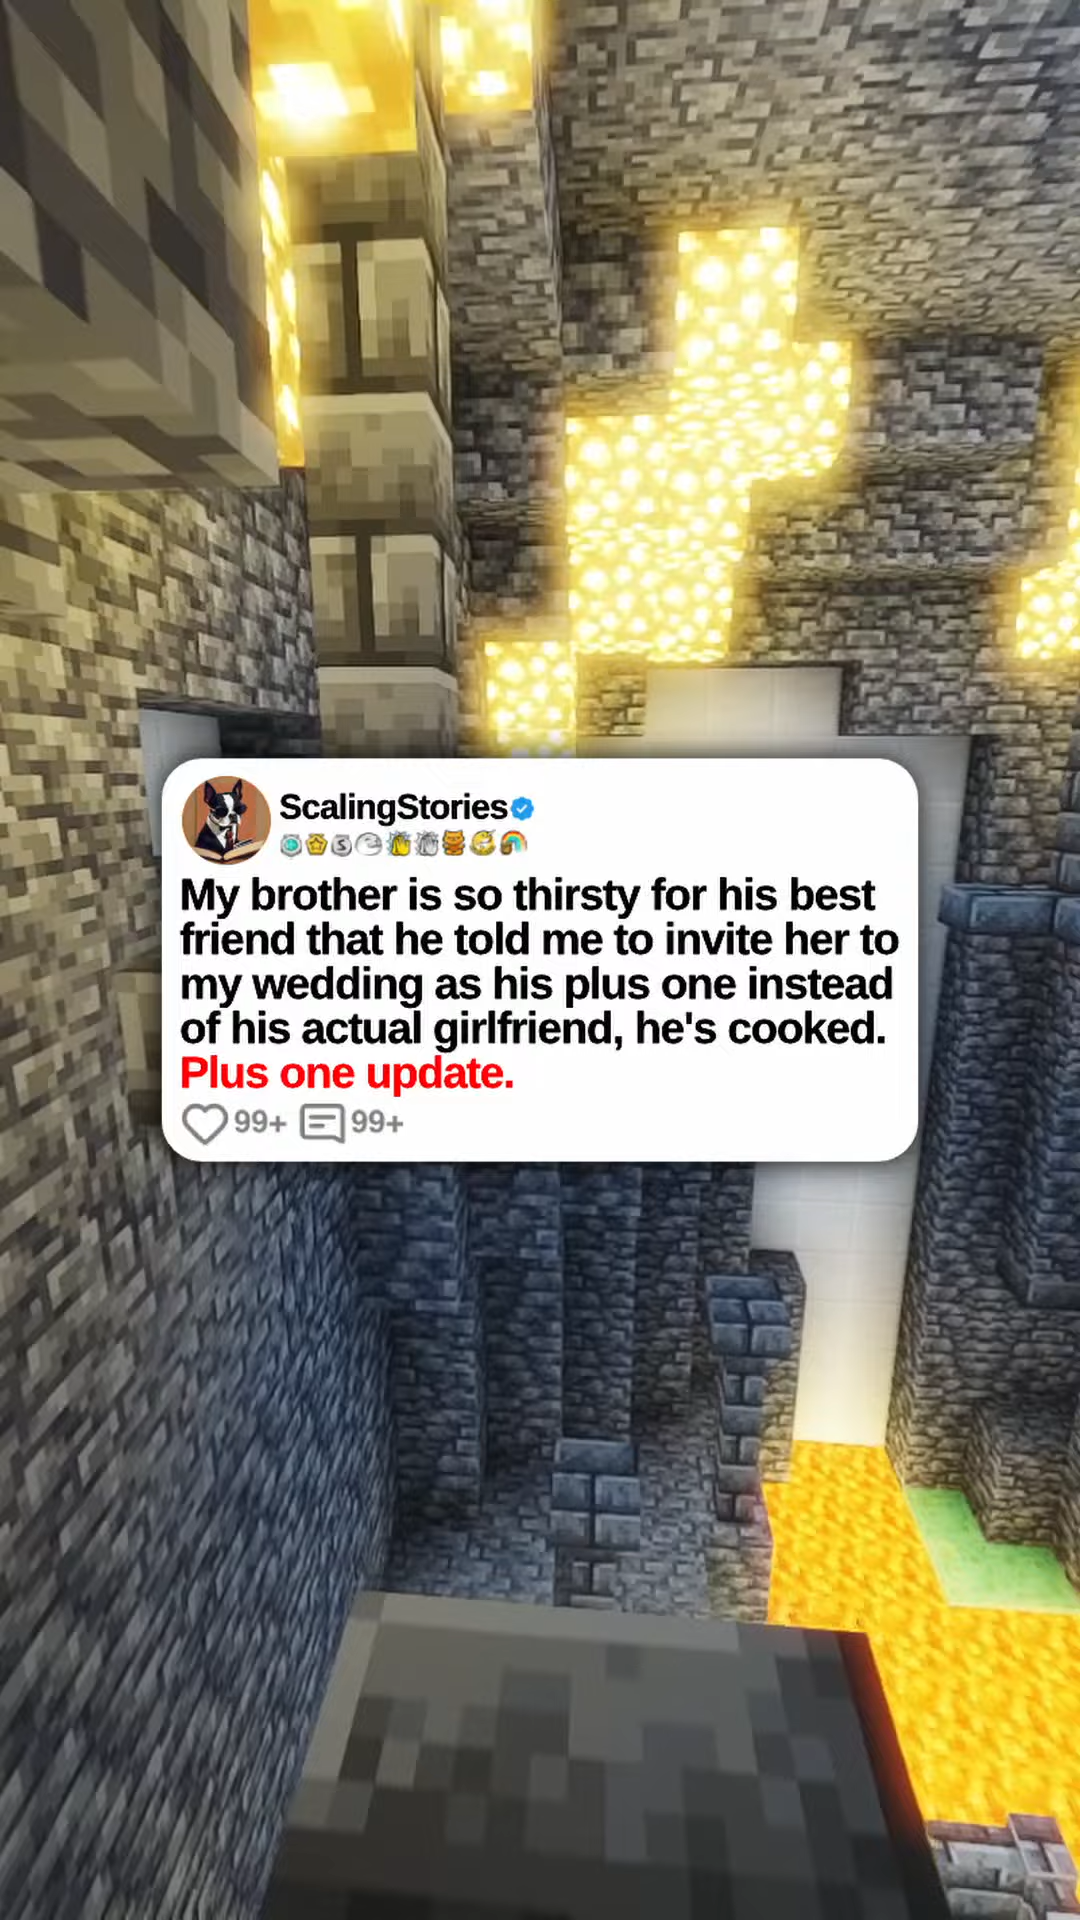 ScalingStories
My brother is so thirsty for his best
friend that he told me to invite her to
my wedding as his plus one instead
of his actual girlfriend, he's cooked.
Plus one update.
99+ 99+